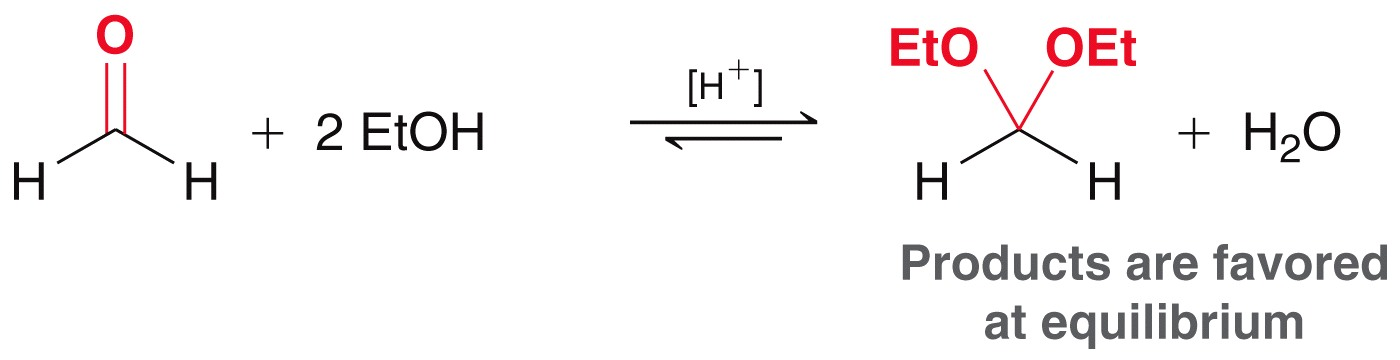 O
EtO OEt
[H⁺]
H H + 2 EtOH H H + H₂O
Products are favored
at equilibrium